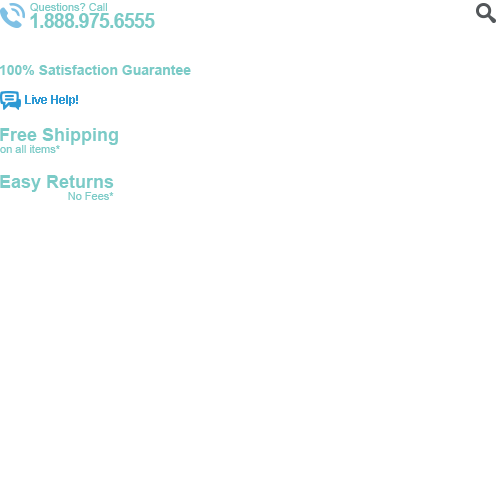 Questions? Call
1.888.975.6555
100% Satisfaction Guarantee
Live Help!
Free Shipping
on all items*
Easy Returns
No Fees*